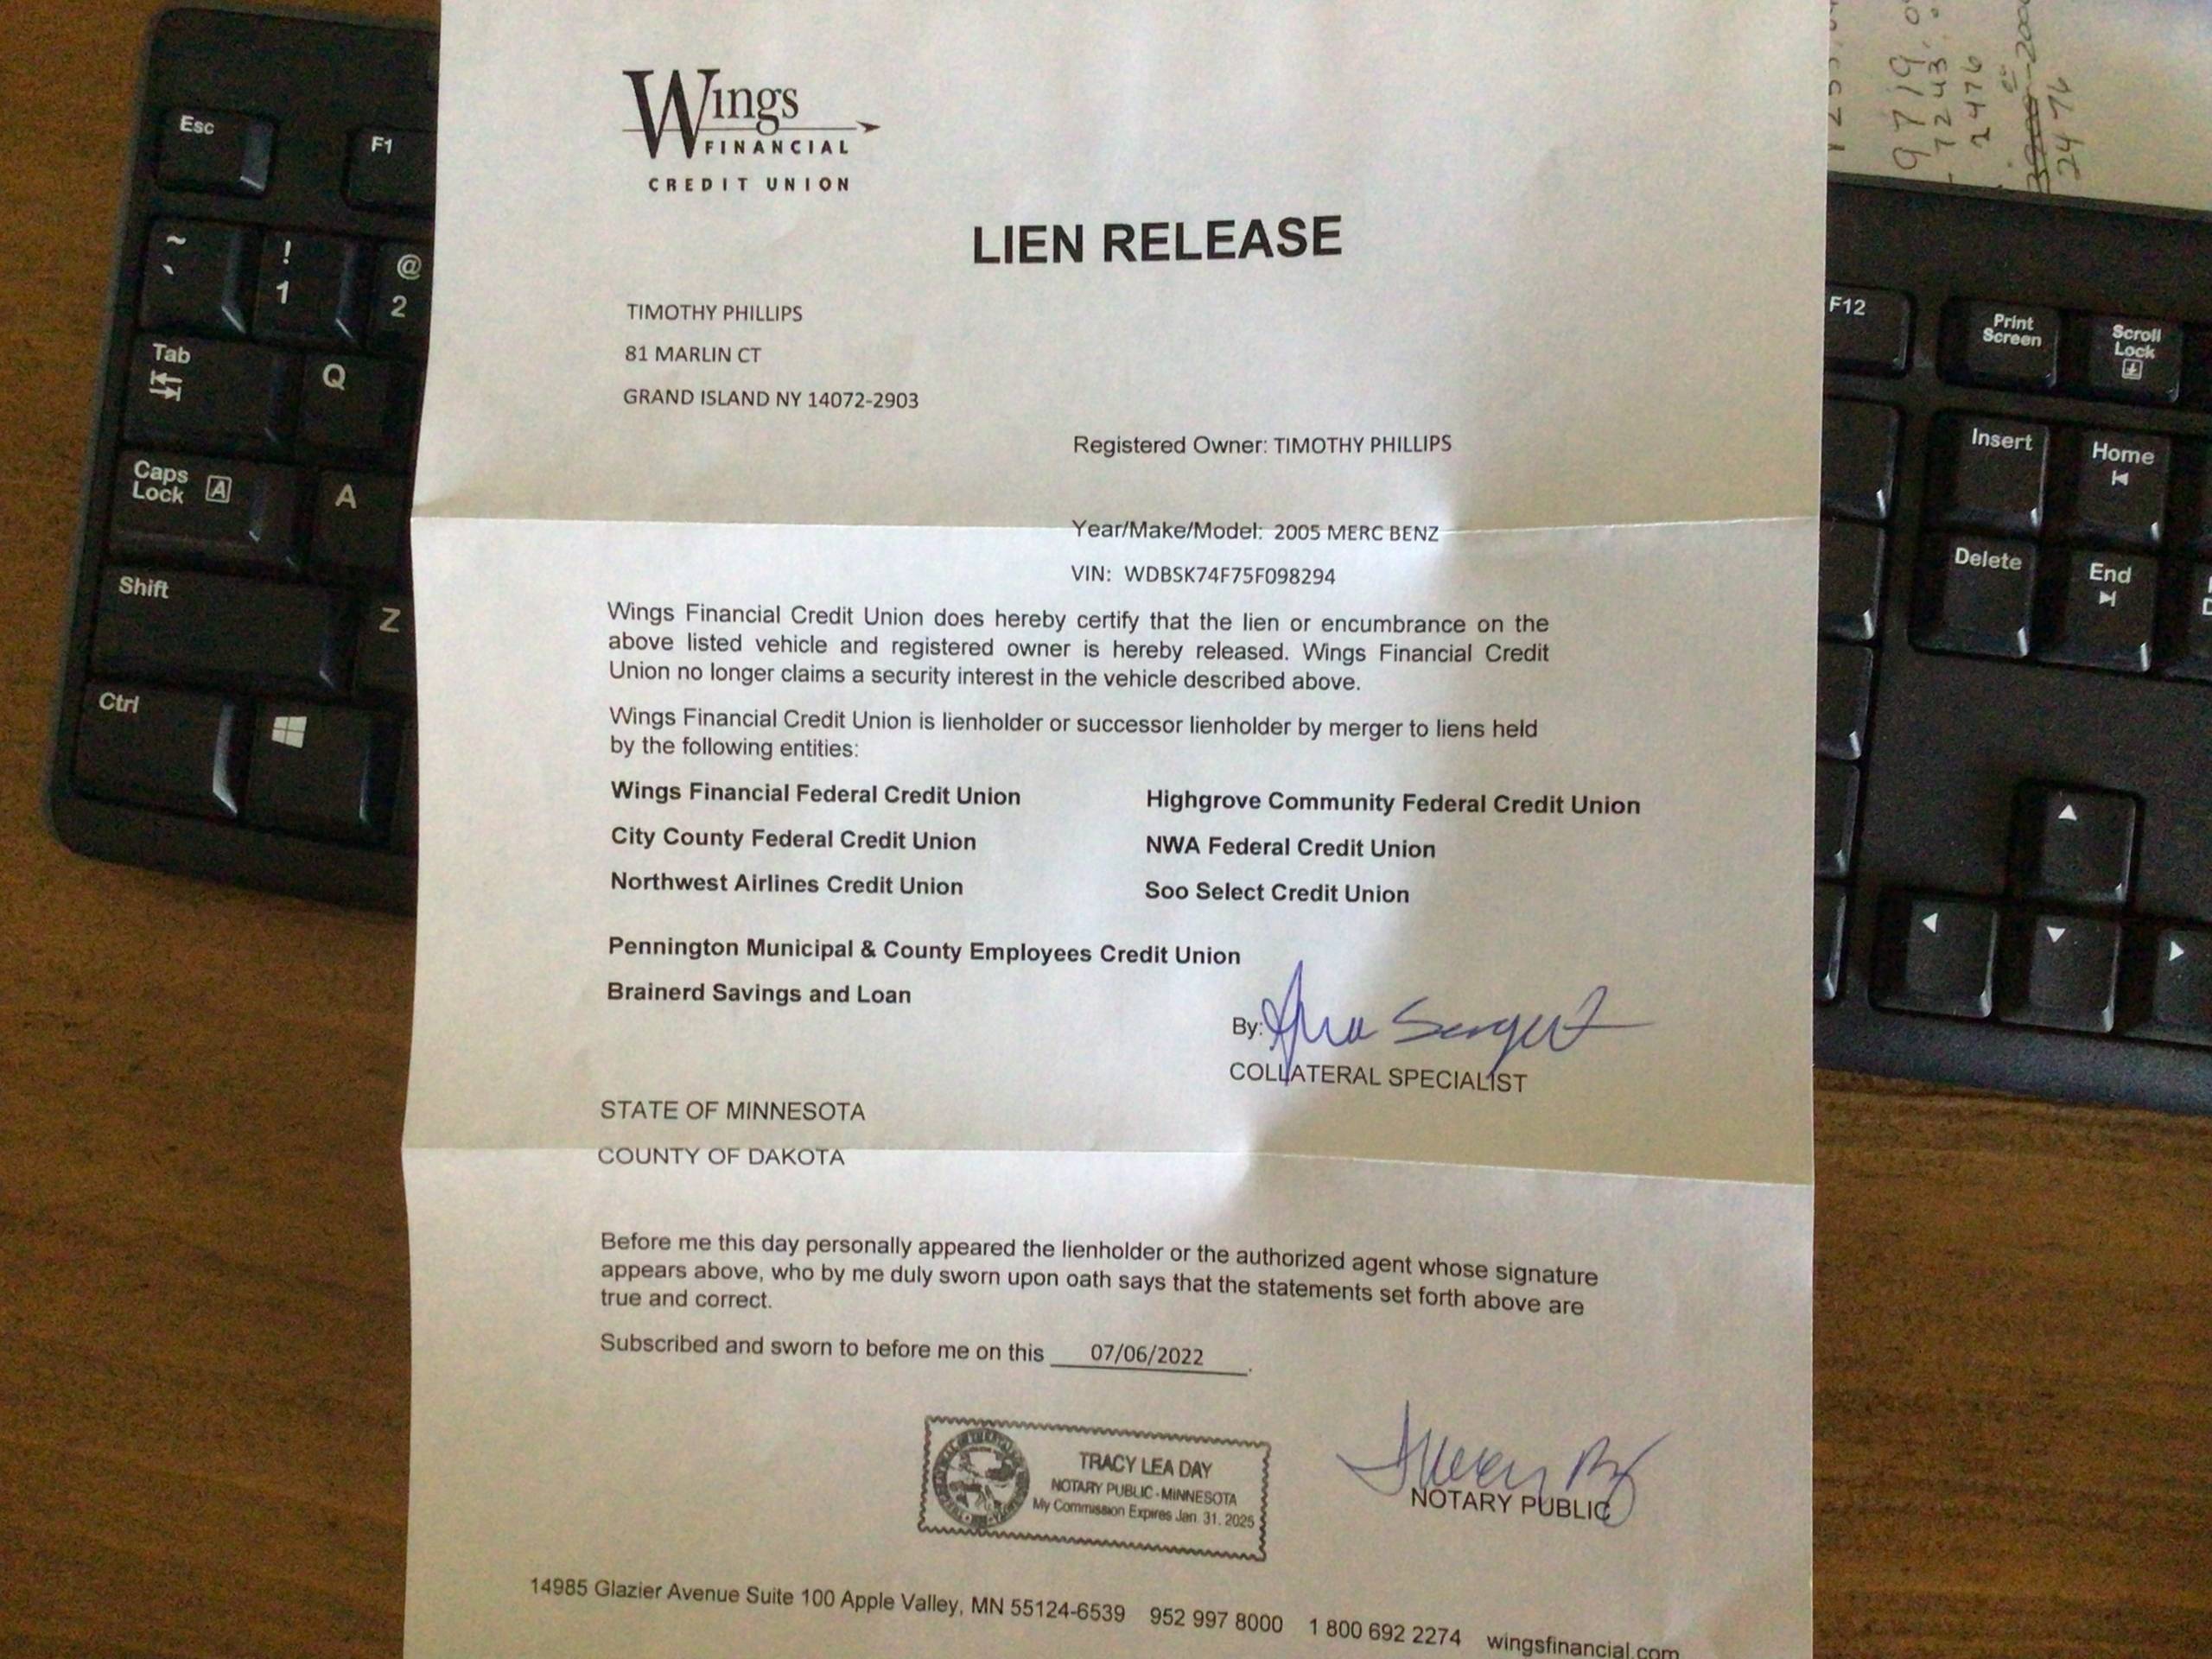 Wings
FINANCIAL
CREDIT UNION
LIEN RELEASE
TIMOTHY PHILLIPS
81 MARLIN CT
GRAND ISLAND NY 14072-2903
Registered Owner: TIMOTHY PHILLIPS
Year/Make/Model: 2005 MERC BENZ
VIN: WDBSK74F75F098294
Wings Financial Credit Union does hereby certify that the lien or encumbrance on the
above listed vehicle and registered owner is hereby released. Wings Financial Credit
Union no longer claims a security interest in the vehicle described above.
Wings Financial Credit Union is lienholder or successor lienholder by merger to liens held
by the following entities:
Wings Financial Federal Credit Union
Highgrove Community Federal Credit Union
City County Federal Credit Union
NWA Federal Credit Union
Northwest Airlines Credit Union
Soo Select Credit Union
Pennington Municipal & County Employees Credit Union
Brainerd Savings and Loan
By:
COLLATERAL SPECIALIST
STATE OF MINNESOTA
COUNTY OF DAKOTA
Before me this day personally appeared the lienholder or the authorized agent whose signature
appears above, who by me duly sworn upon oath says that the statements set forth above are
true and correct.
Subscribed and sworn to before me on this 07/06/2022.
TRACY LEA DAY
NOTARY PUBLIC - MINNESOTA
My Commission Expires Jan. 31, 2025
NOTARY PUBLIC
14985 Glazier Avenue Suite 100 Apple Valley, MN 55124-6539 952 997 8000 1 800 692 2274 wingsfinancial.com
Esc
F1
~
`
!
1
@
2
Tab
Q
Caps
Lock
A
A
Shift
Z
Ctrl
F12
Print
Screen
Scroll
Lock
Insert
Home
Delete
End
9719
7243
2476
2476